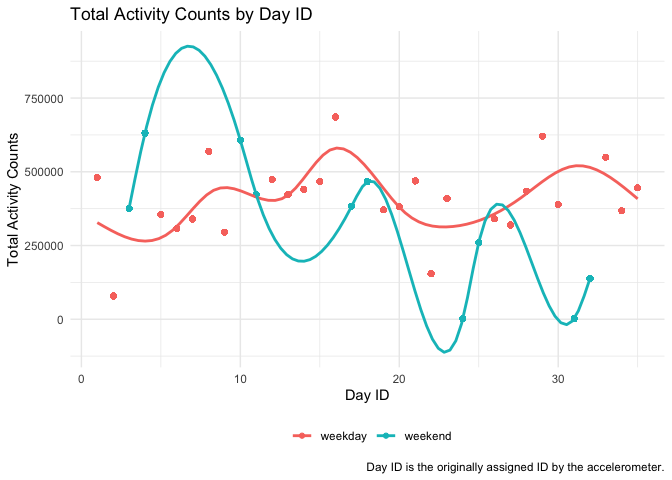 Total Activity Counts by Day ID
Total Activity Counts
750000
500000
250000
0
0 10 20 30
Day ID
weekday weekend
Day ID is the originally assigned ID by the accelerometer.